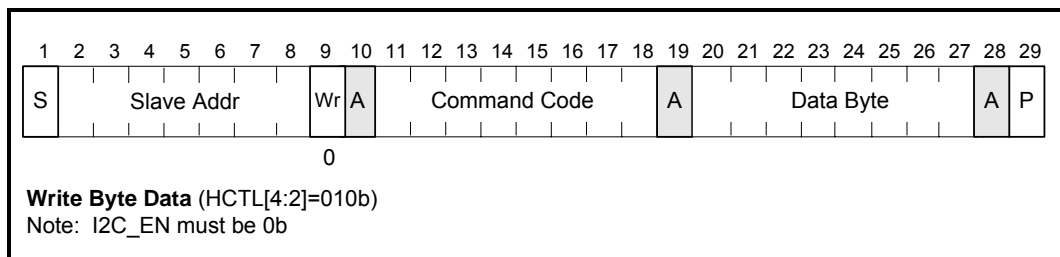 1 2 3 4 5 6 7 8 9 10 11 12 13 14 15 16 17 18 19 20 21 22 23 24 25 26 27 28 29
S Slave Addr Wr A Command Code A Data Byte A P
0
Write Byte Data (HCTL[4:2]=010b)
Note: I2C_EN must be 0b